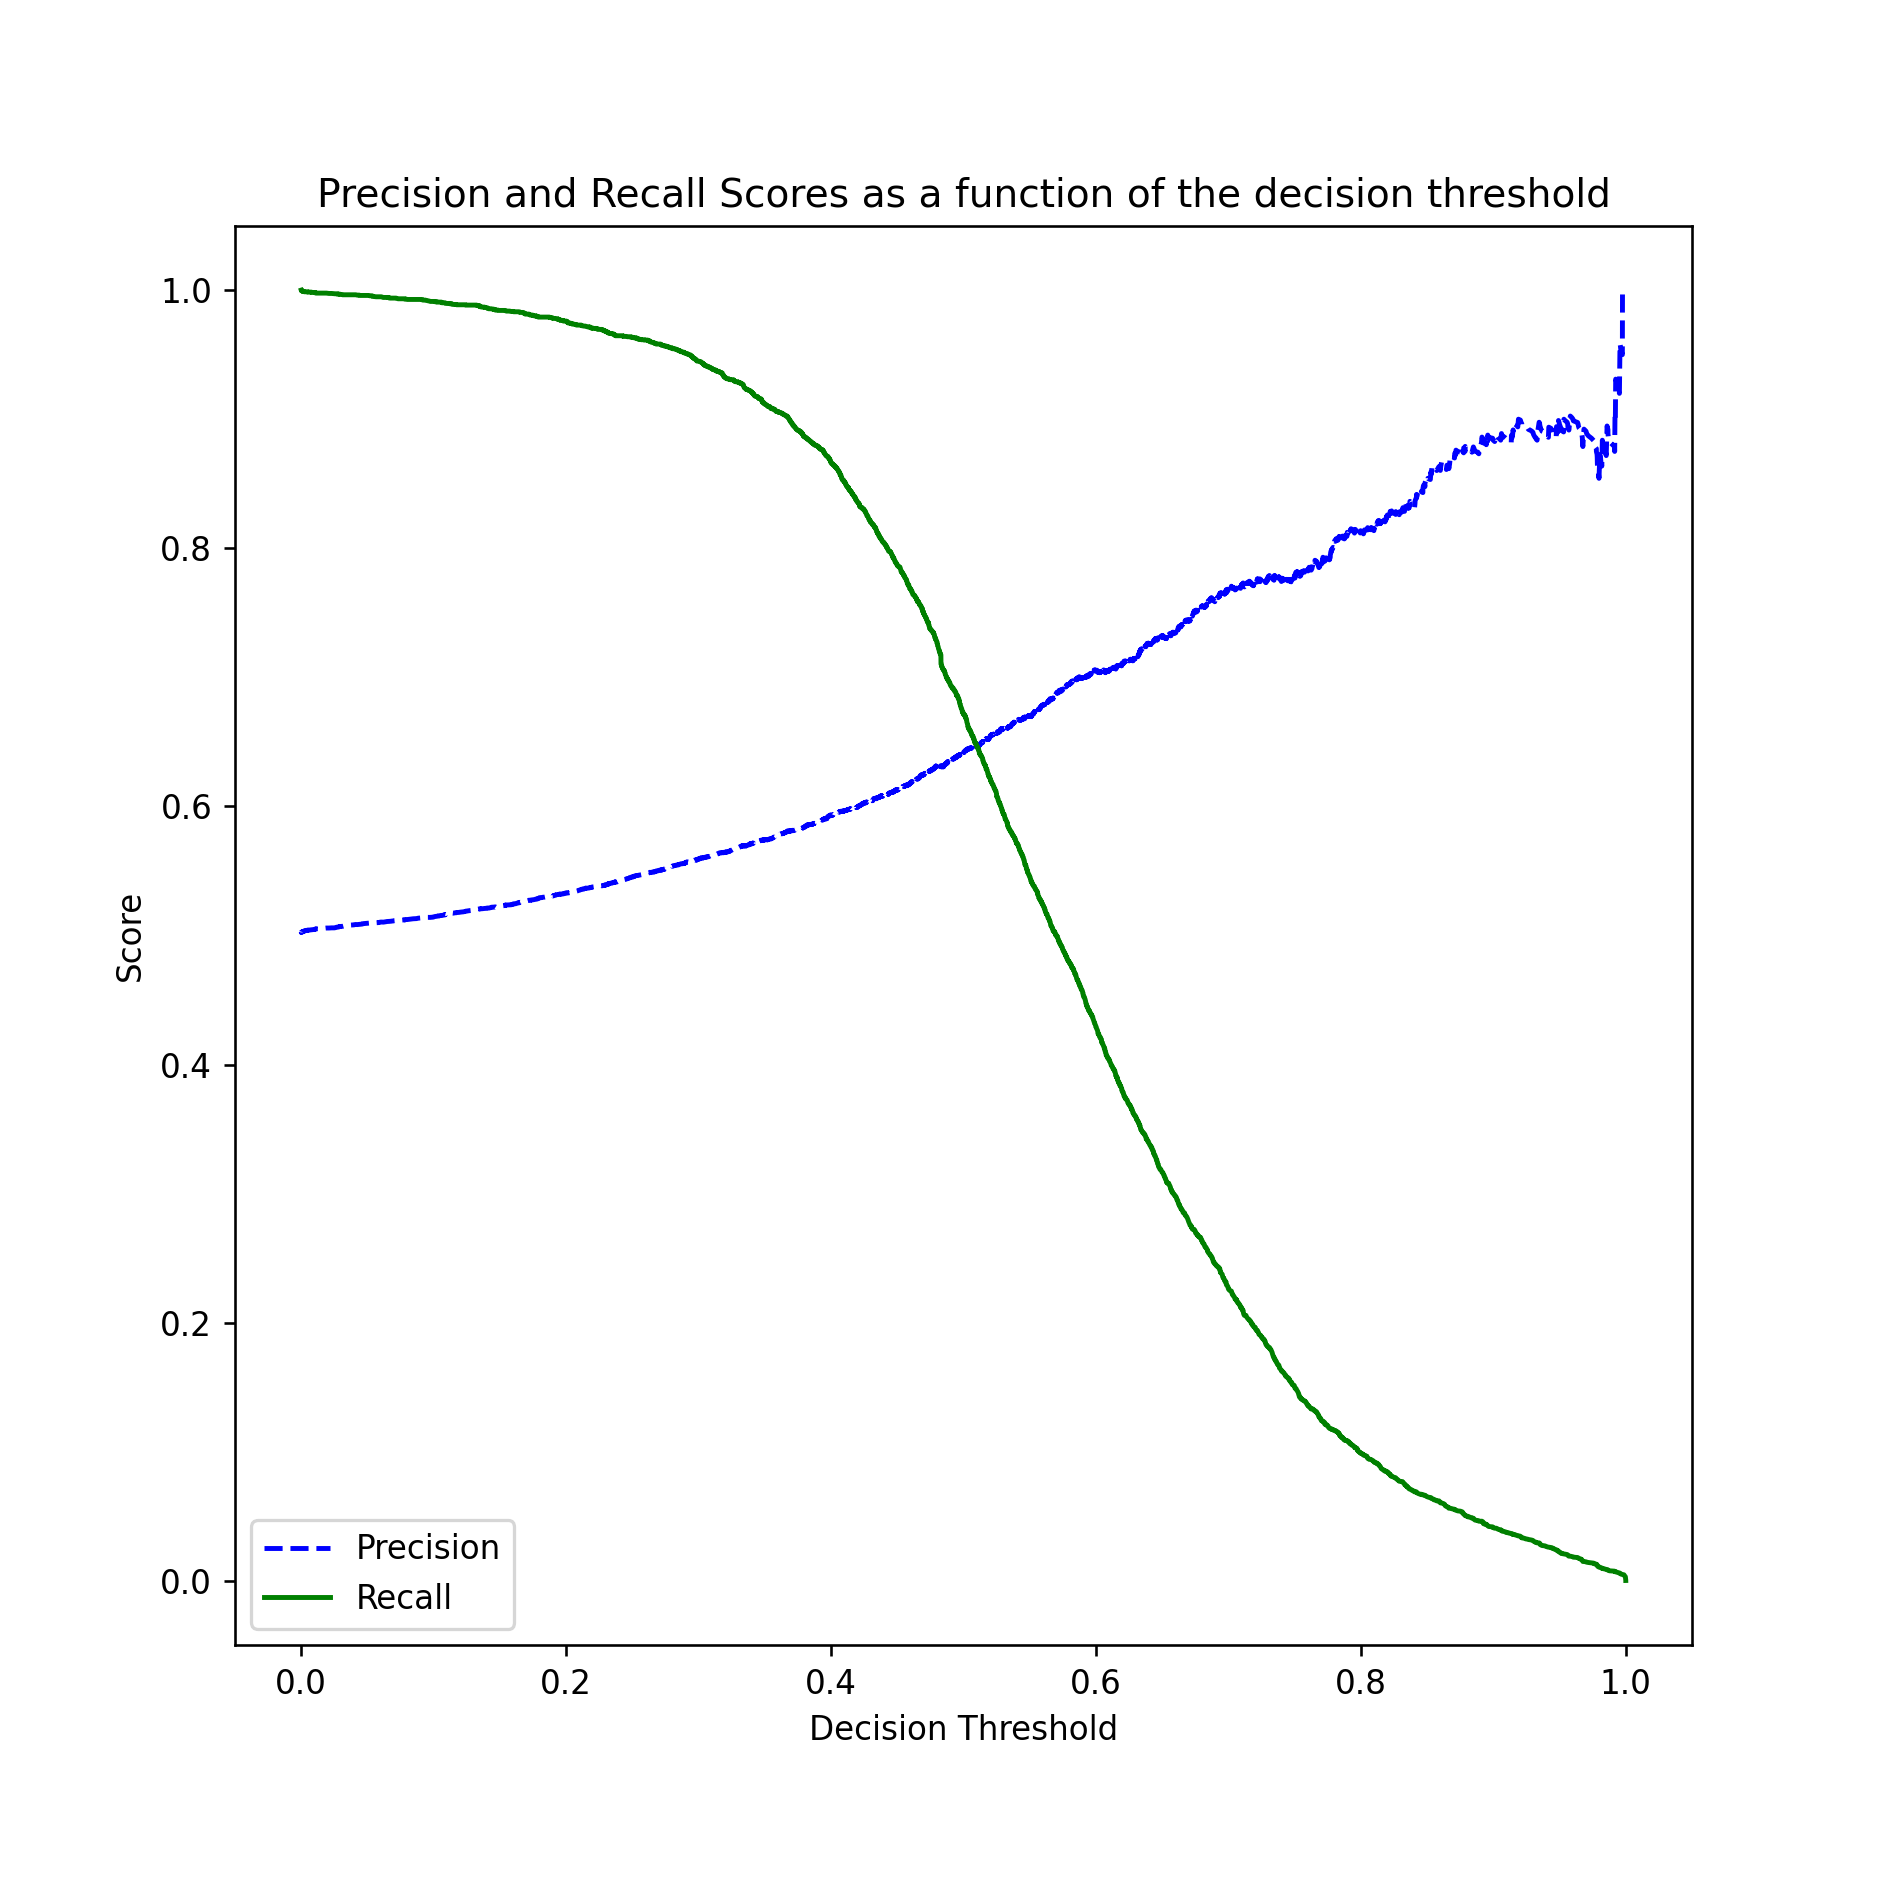 Precision and Recall Scores as a function of the decision threshold
1.0
0.8
0.6
0.4
0.2
0.0
Score
Precision
Recall
0.0 0.2 0.4 0.6 0.8 1.0
Decision Threshold